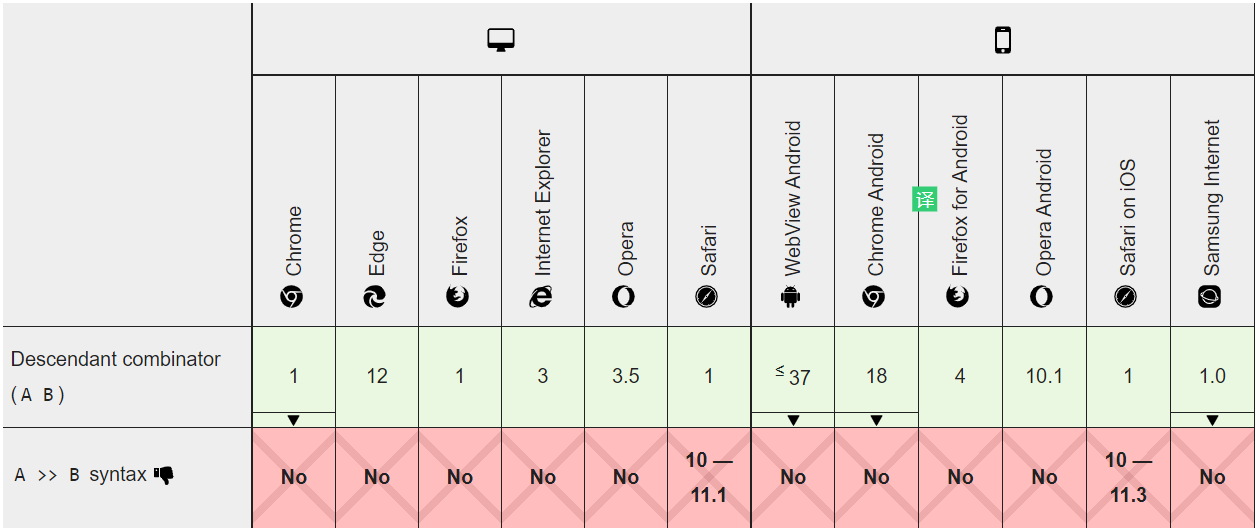 Chrome
Edge
Firefox
Internet Explorer
Opera
Safari
WebView Android
Chrome Android
译
Firefox for Android
Opera Android
Safari on iOS
Samsung Internet
Descendant combinator
(A B)
1
12
1
3
3.5
1
≤37
18
4
10.1
1
1.0
A >> B syntax
No
No
No
No
No
10 —
11.1
No
No
No
No
10 —
11.3
No